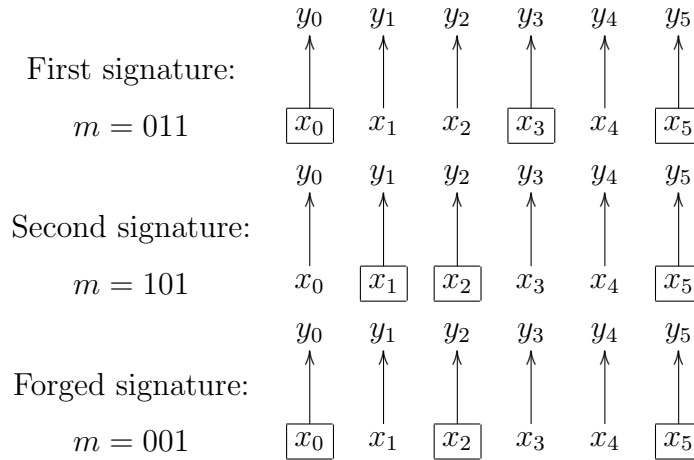 y₀ y₁ y₂ y₃ y₄ y₅
First signature:
m = 011 x₀ x₁ x₂ x₃ x₄ x₅
y₀ y₁ y₂ y₃ y₄ y₅
Second signature:
m = 101 x₀ x₁ x₂ x₃ x₄ x₅
y₀ y₁ y₂ y₃ y₄ y₅
Forged signature:
m = 001 x₀ x₁ x₂ x₃ x₄ x₅